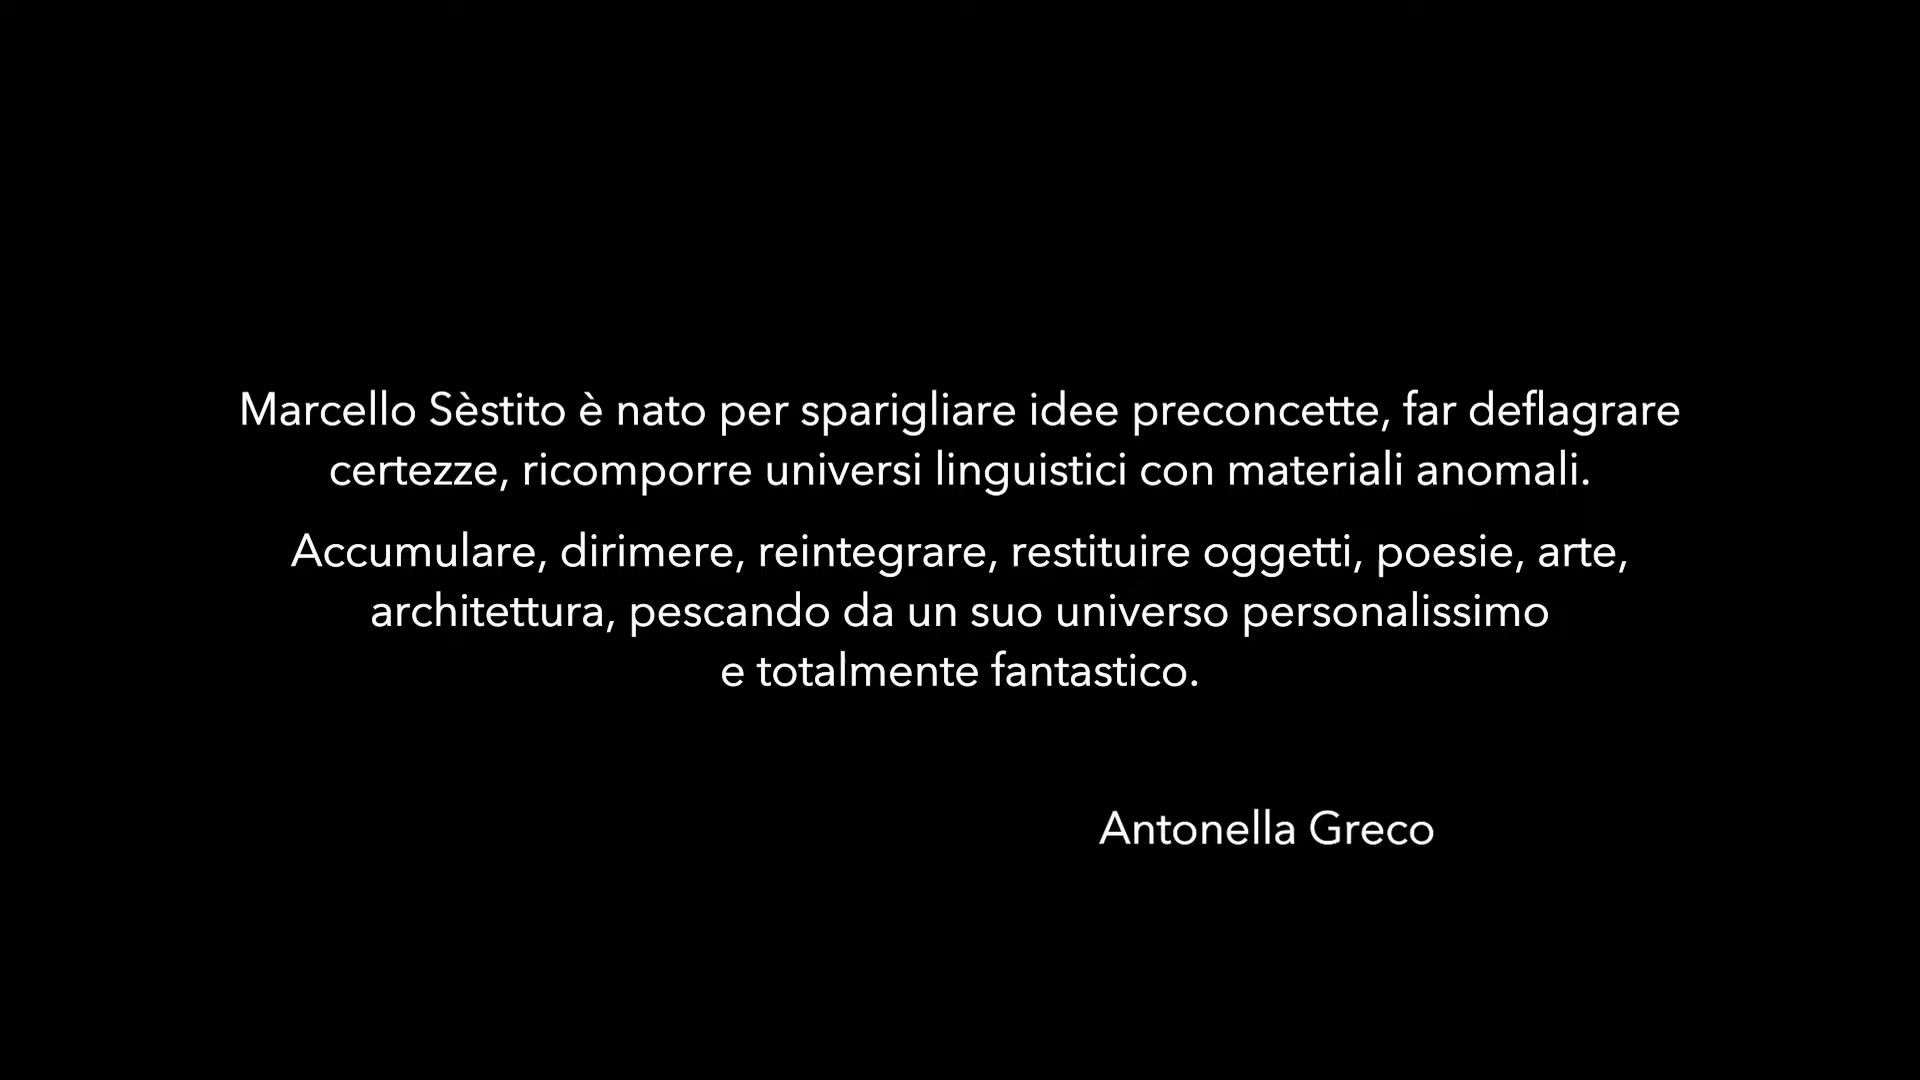 Marcello Sèstito è nato per sparigliare idee preconcette, far deflagrare
certezze, ricomporre universi linguistici con materiali anomali.
Accumulare, dirimere, reintegrare, restituire oggetti, poesie, arte,
architettura, pescando da un suo universo personalissimo
e totalmente fantastico.
Antonella Greco